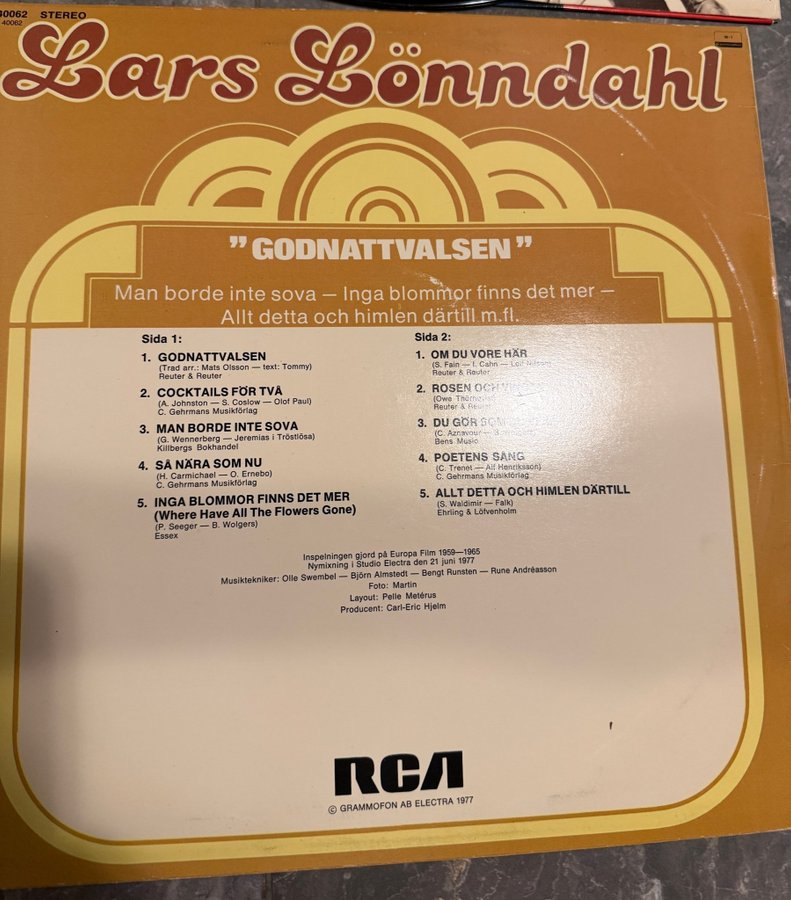 40062 STEREO
40062
Lars Lönndahl
"GODNATTVALSEN"
Man borde inte sova — Inga blommor finns det mer —
Allt detta och himlen därtill m.fl.
Sida 1:
1. GODNATTVALSEN
(Trad arr.: Mats Olsson — text: Tommy)
Reuter & Reuter
2. COCKTAILS FÖR TVÅ
(A. Johnston — S. Coslow — Olof Paul)
C. Gehrmans Musikförlag
3. MAN BORDE INTE SOVA
(G. Wennerberg — Jeremias i Tröstlösa)
Killbergs Bokhandel
4. SÅ NÄRA SOM NU
(H. Carmichael — O. Ernebo)
C. Gehrmans Musikförlag
5. INGA BLOMMOR FINNS DET MER
(Where Have All The Flowers Gone)
(P. Seeger — B. Wolgers)
Essex
Sida 2:
1. OM DU VORE HÄR
(S. Fain — I. Cahn —
Reuter & Reuter
2. ROSEN OCH
(Owe
Reuter &
3. DU GÖR
(C. Aznavour —
Bens Music
4. POETENS SÅNG
(C. Trenet — Alf Henriksson)
C. Gehrmans Musikförlag
5. ALLT DETTA OCH HIMLEN DÄRTILL
(S. Waldimir — Falk)
Ehrling & Löfvenholm
Inspelningen gjord på Europa Film 1959—1965
Nymixning i Studio Electra den 21 juni 1977
Musiktekniker: Olle Swembel — Björn Almstedt — Bengt Runsten — Rune Andréasson
Foto: Martin
Layout: Pelle Metérus
Producent: Carl-Eric Hjelm
RCA
© GRAMMOFON AB ELECTRA 1977